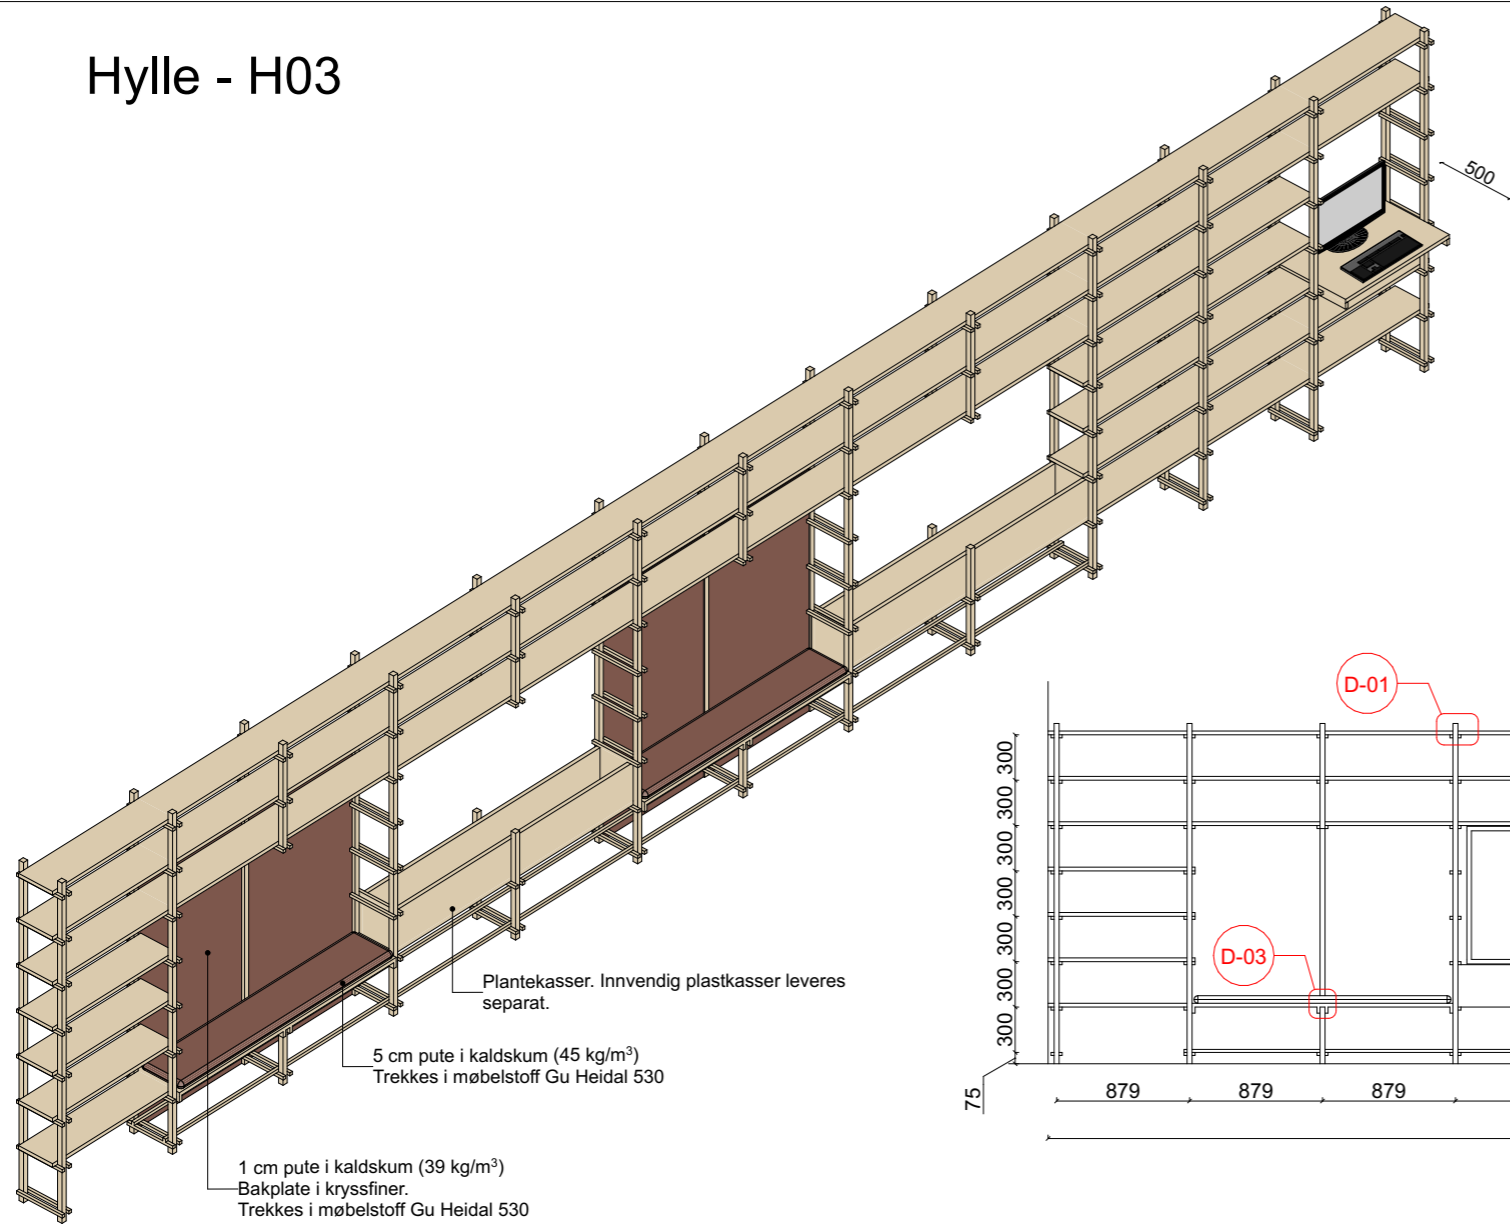 Hylle - H03
500
D-01
300
300
300
300
300
300
300
75
D-03
879
879
879
Plantekasser. Innvendig plastkasser leveres
separat.
5 cm pute i kaldskum (45 kg/m³)
Trekkes i møbelstoff Gu Heidal 530
1 cm pute i kaldskum (39 kg/m³)
Bakplate i kryssfiner.
Trekkes i møbelstoff Gu Heidal 530